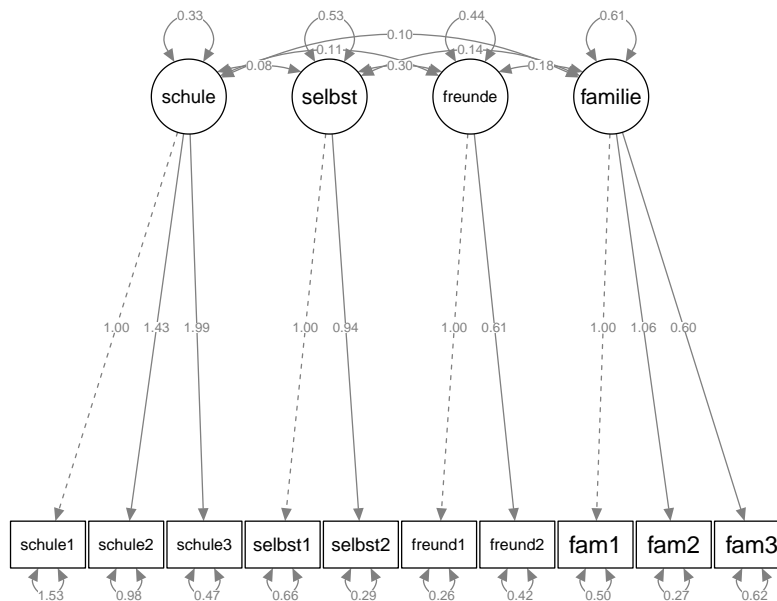 0.33 0.53 0.44 0.61
0.10
0.11 0.14
0.08 0.30 0.18
schule selbst freunde familie
1.00 1.43 1.99 1.00 0.94 1.00 0.61 1.00 1.06 0.60
schule1 schule2 schule3 selbst1 selbst2 freund1 freund2 fam1 fam2 fam3
1.53 0.98 0.47 0.66 0.29 0.26 0.42 0.50 0.27 0.62